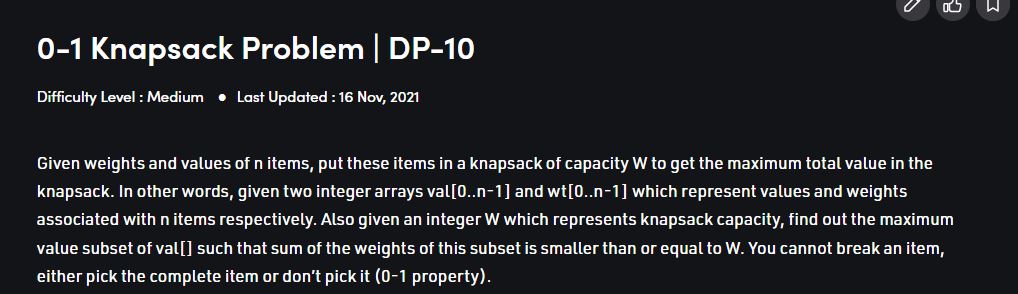 0-1 Knapsack Problem | DP-10
Difficulty Level : Medium ● Last Updated : 16 Nov, 2021
Given weights and values of n items, put these items in a knapsack of capacity W to get the maximum total value in the
knapsack. In other words, given two integer arrays val[0..n-1] and wt[0..n-1] which represent values and weights
associated with n items respectively. Also given an integer W which represents knapsack capacity, find out the maximum
value subset of val[] such that sum of the weights of this subset is smaller than or equal to W. You cannot break an item,
either pick the complete item or don’t pick it (0-1 property).